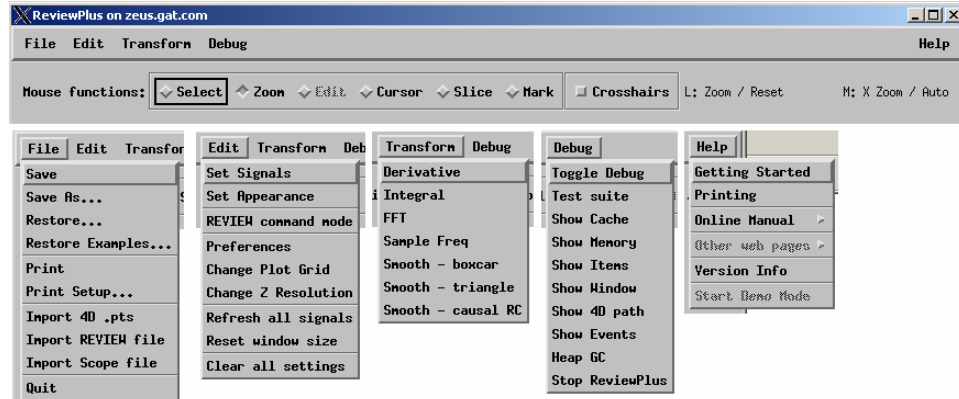 ReviewPlus on zeus.gat.com
File Edit Transform Debug Help
Mouse functions: Select Zoom Edit Cursor Slice Mark Crosshairs L: Zoom / Reset M: X Zoom / Auto
File Edit Transfor
Save
Save As...
Restore...
Restore Examples...
Print
Print Setup...
Import 4D .pts
Import REVIEW file
Import Scope file
Quit
Edit Transform Deb
Set Signals
Set Appearance
REVIEW command mode
Preferences
Change Plot Grid
Change Z Resolution
Refresh all signals
Reset window size
Clear all settings
Transform Debug
Derivative
Integral
FFT
Sample Freq
Smooth - boxcar
Smooth - triangle
Smooth - causal RC
Debug
Toggle Debug
Test suite
Show Cache
Show Memory
Show Items
Show Window
Show 4D path
Show Events
Heap GC
Stop ReviewPlus
Help
Getting Started
Printing
Online Manual
Other web pages
Version Info
Start Demo Mode